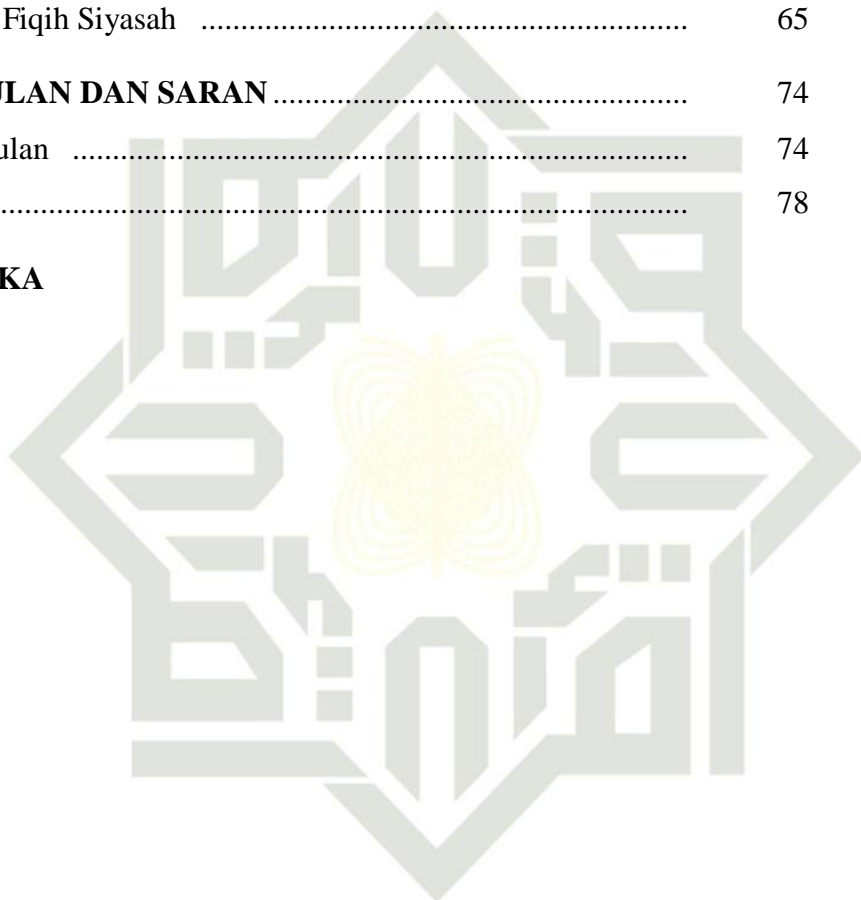 Fiqih Siyasah ............................................................. 65
ULAN DAN SARAN .................................................... 74
ulan ............................................................................. 74
....................................................................................... 78
KA